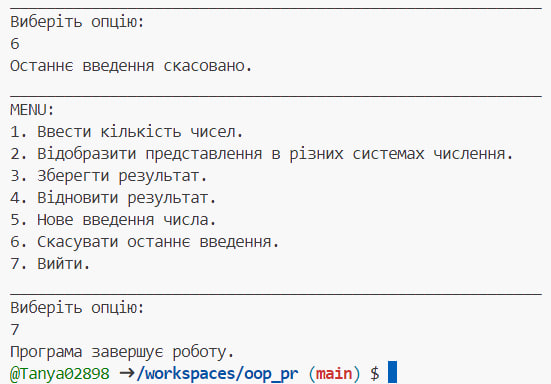 Виберіть опцію:
6
Останнє введення скасовано.
MENU:
1. Ввести кількість чисел.
2. Відобразити представлення в різних системах числення.
3. Зберегти результат.
4. Відновити результат.
5. Нове введення числа.
6. Скасувати останнє введення.
7. Вийти.
Виберіть опцію:
7
Програма завершує роботу.
@Tanya02898 →/workspaces/oop_pr (main) $